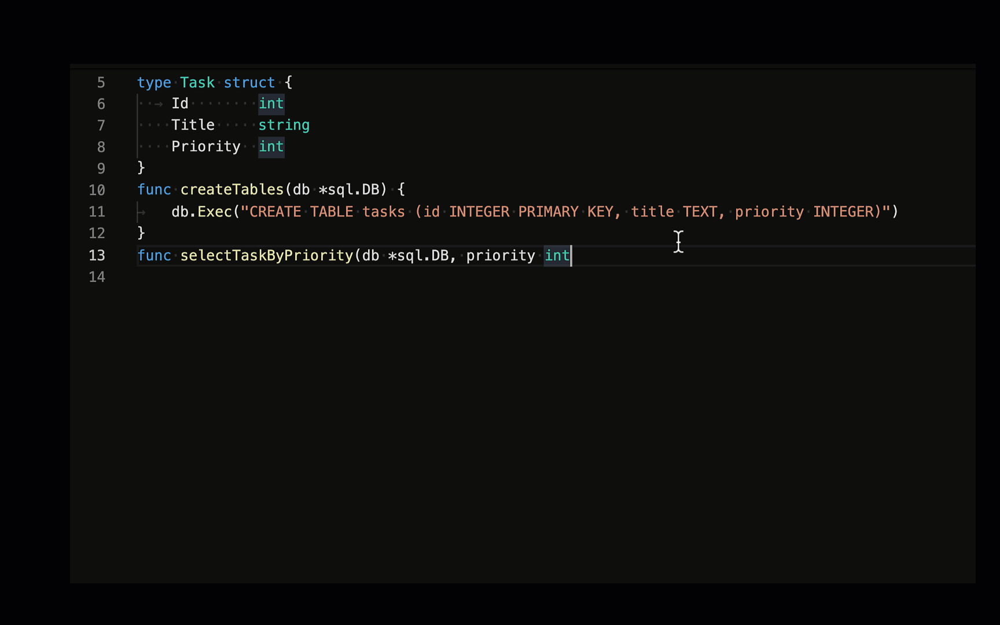 5 type Task struct {
6 Id int
7 Title string
8 Priority int
9 }
10 func createTables(db *sql.DB) {
11 db.Exec("CREATE TABLE tasks (id INTEGER PRIMARY KEY, title TEXT, priority INTEGER)")
12 }
13 func selectTaskByPriority(db *sql.DB, priority int
14